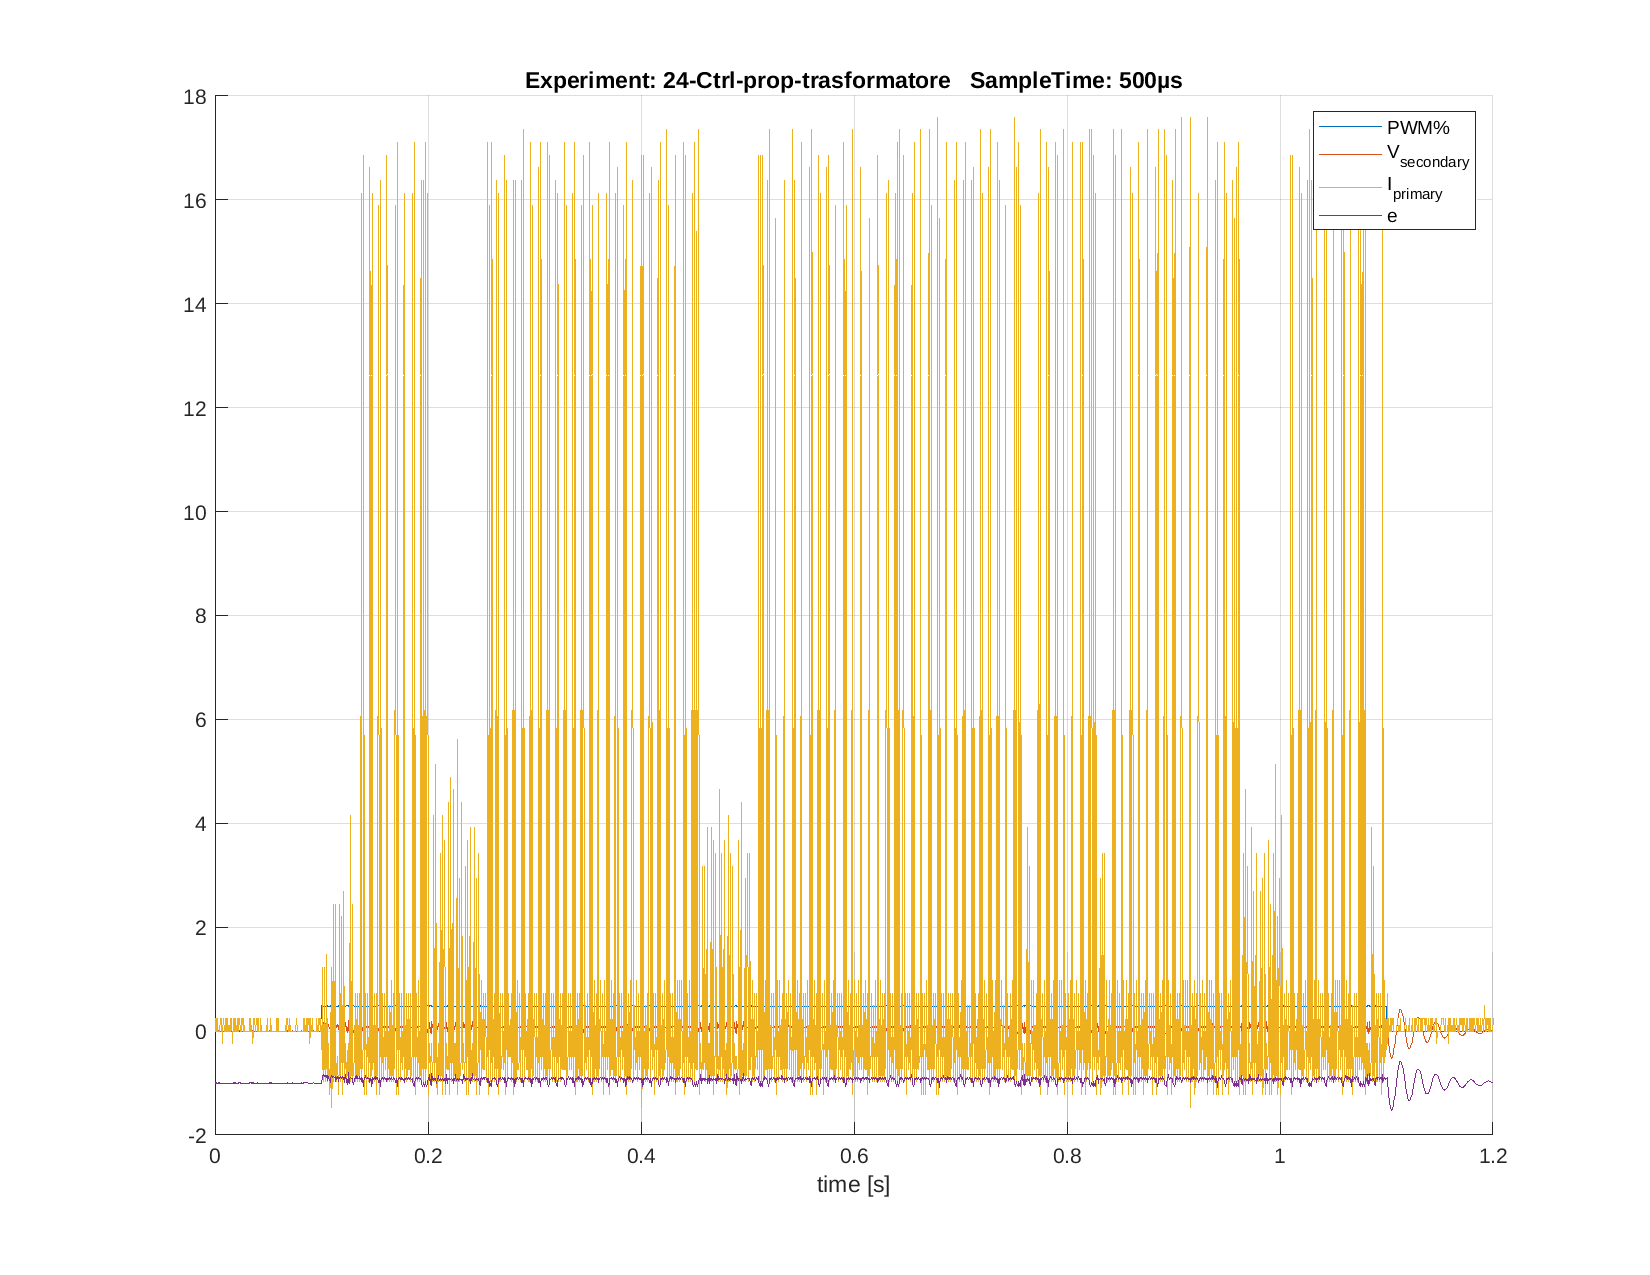 Experiment: 24-Ctrl-prop-trasformatore   SampleTime: 500µs
18
16
14
12
10
8
6
4
2
0
-2
0 0.2 0.4 0.6 0.8 1 1.2
time [s]
PWM%
Vsecondary
Iprimary
e